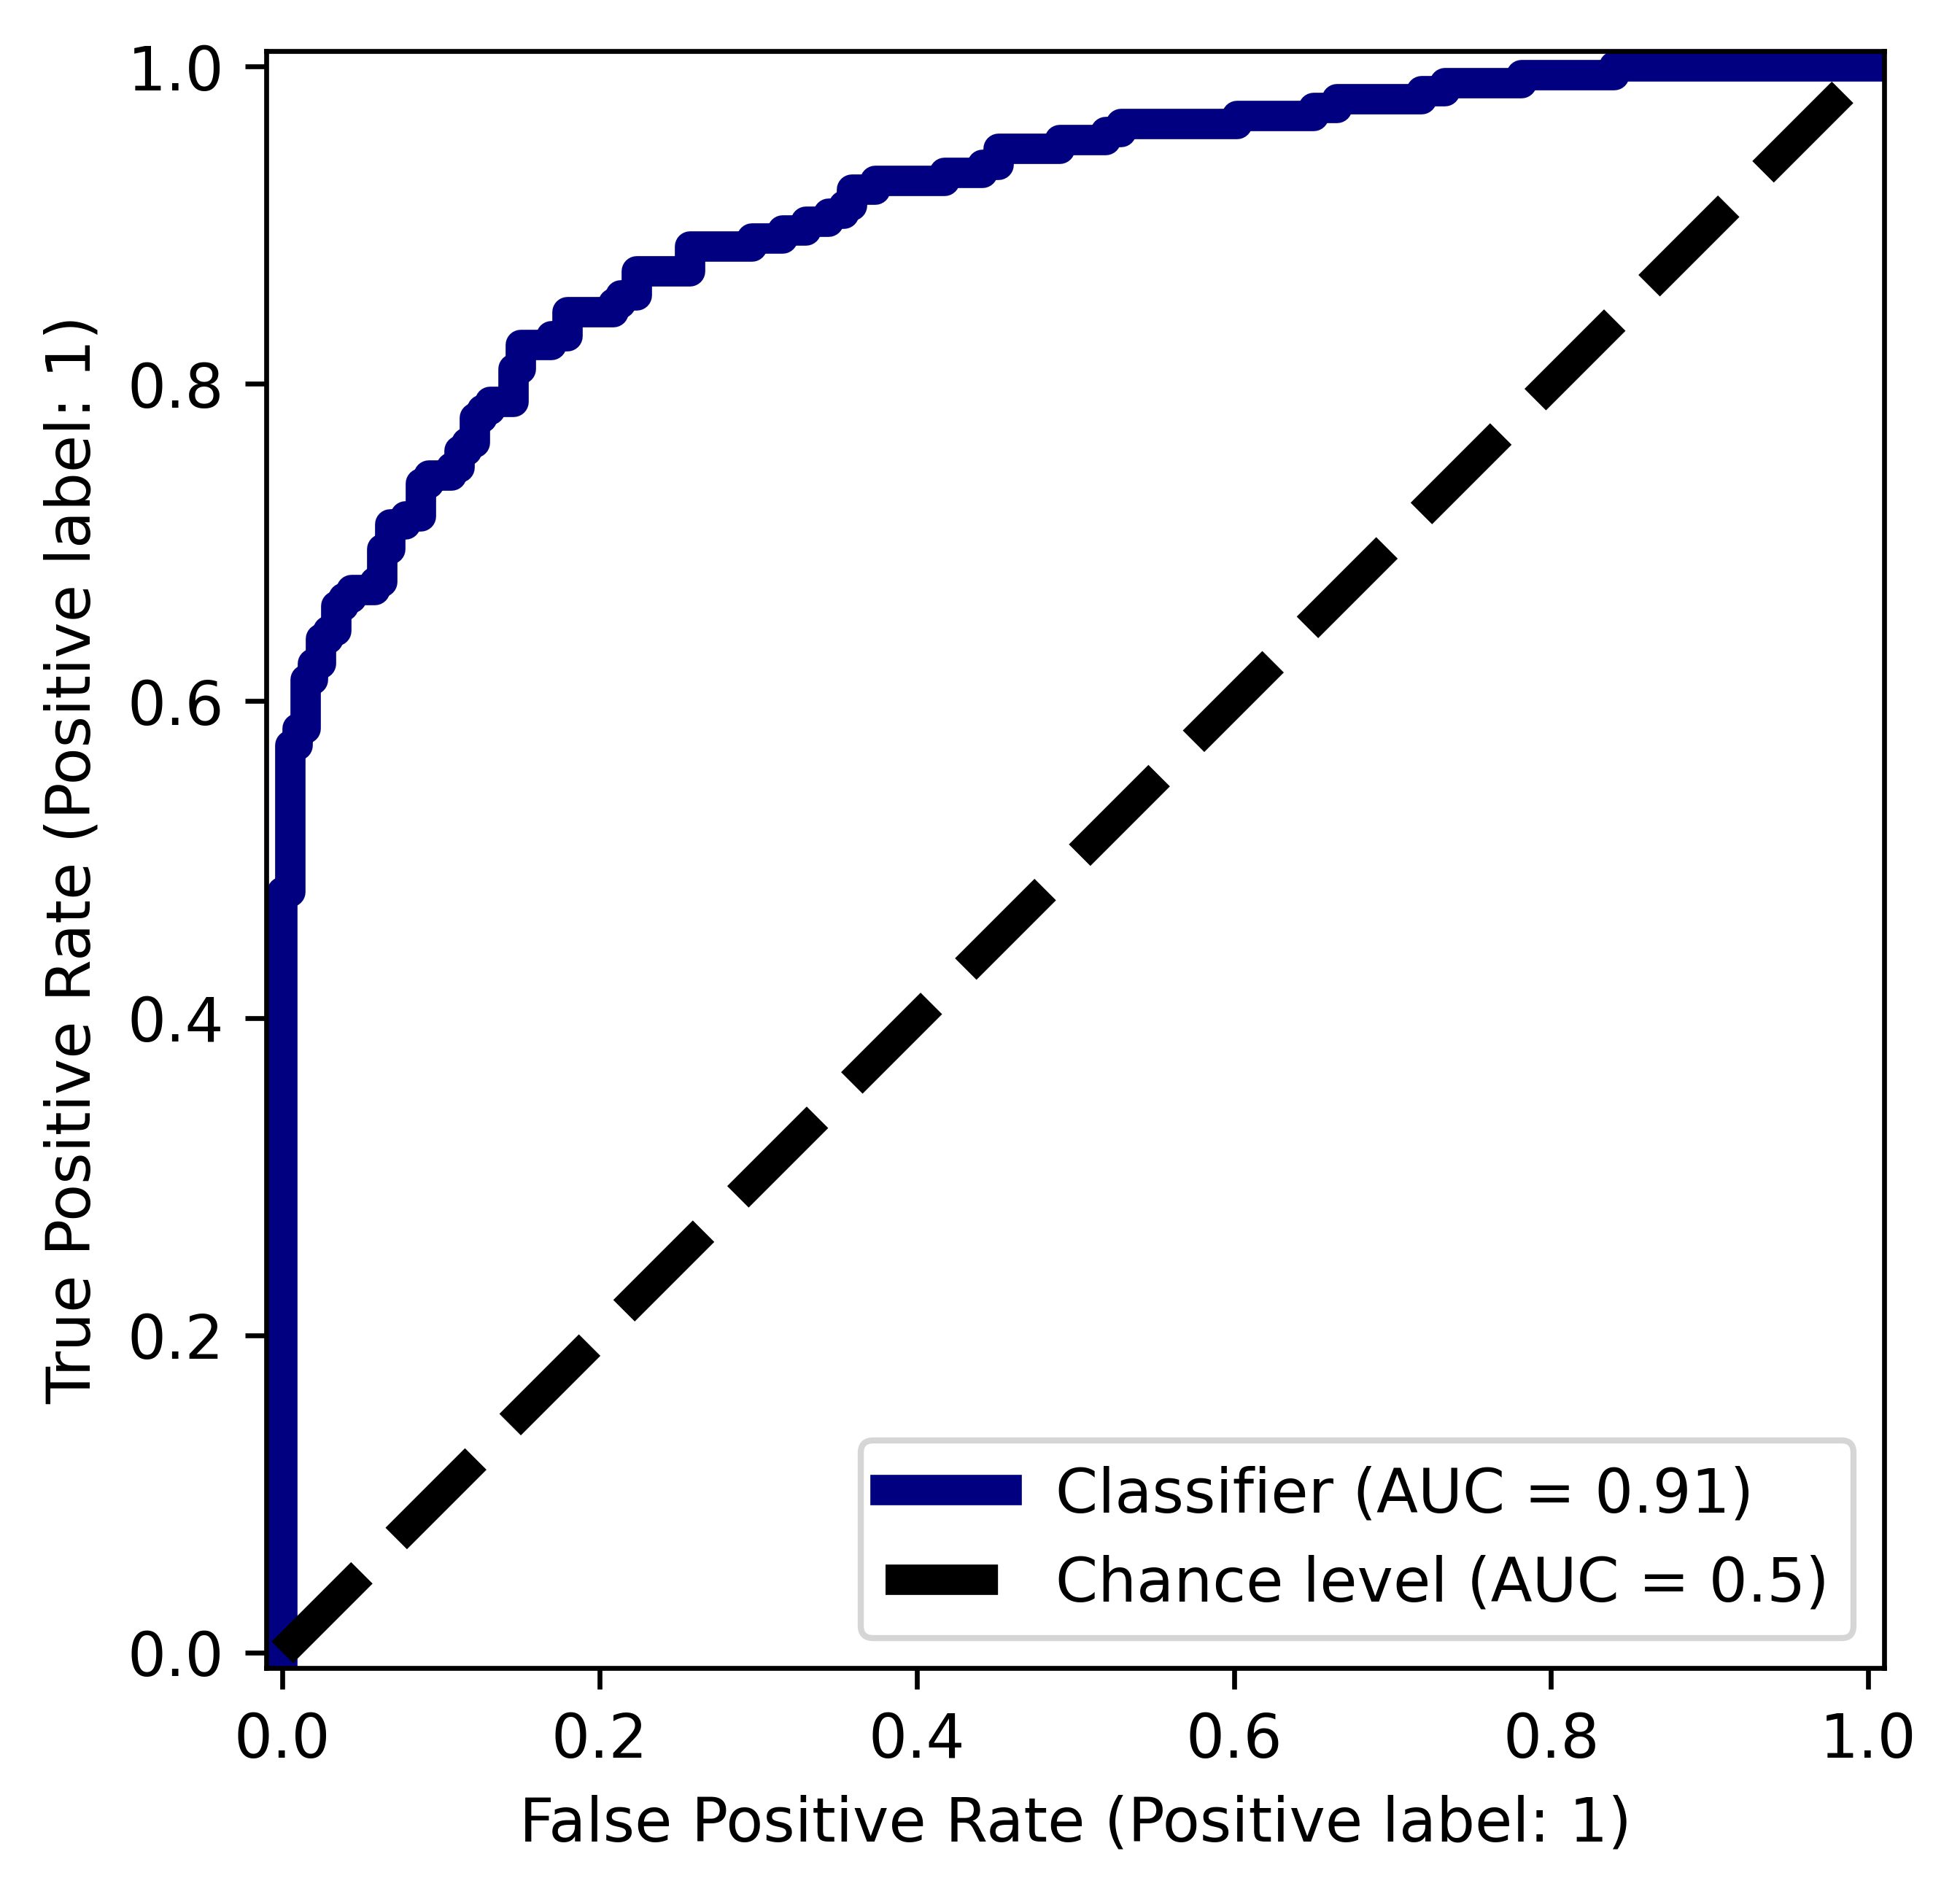 1.0
0.8
0.6
0.4
0.2
0.0
True Positive Rate (Positive label: 1)
Classifier (AUC = 0.91)
Chance level (AUC = 0.5)
0.0 0.2 0.4 0.6 0.8 1.0
False Positive Rate (Positive label: 1)